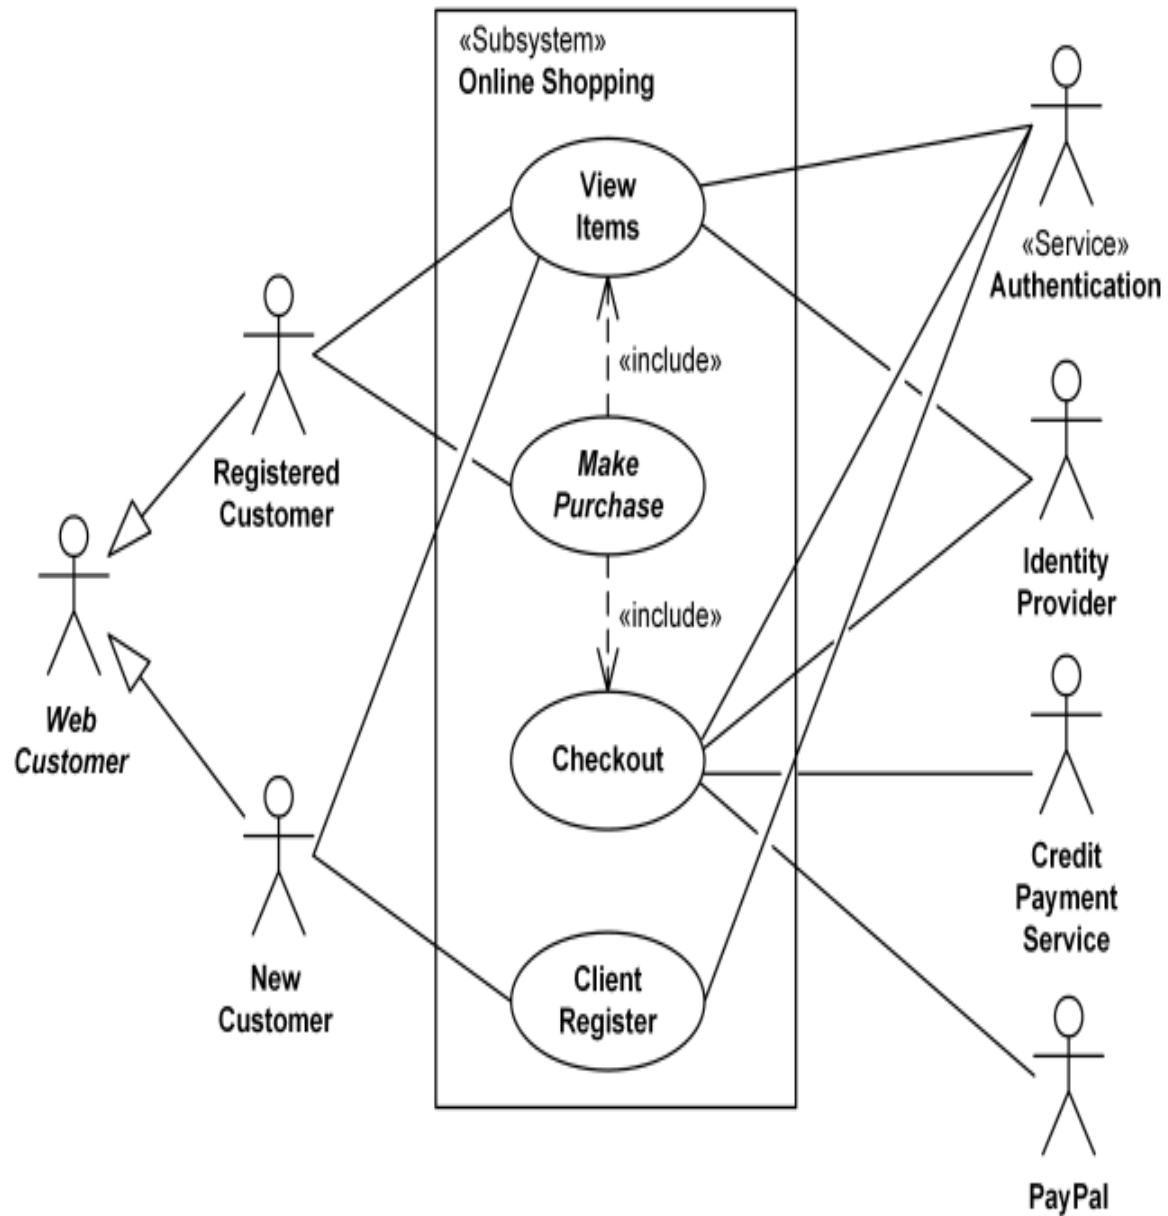 «Subsystem»
Online Shopping
View
Items
«include»
Make
Purchase
«include»
Checkout
Client
Register
Registered
Customer
Web
Customer
New
Customer
«Service»
Authentication
Identity
Provider
Credit
Payment
Service
PayPal